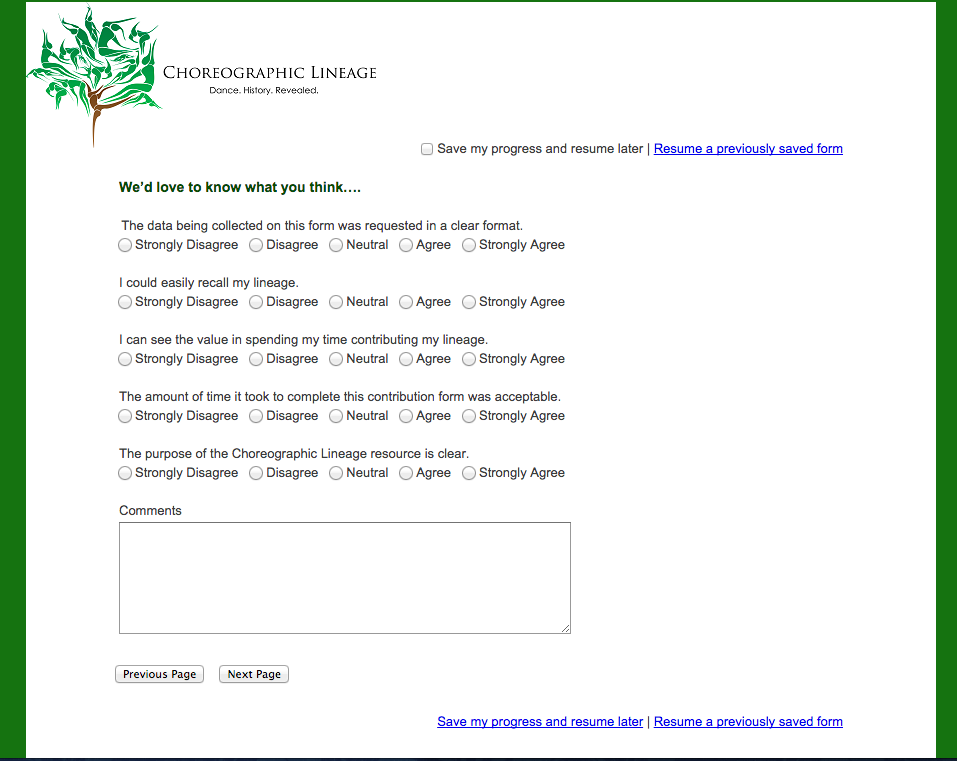 CHOREOGRAPHIC LINEAGE
Dance. History. Revealed.
Save my progress and resume later | Resume a previously saved form
We'd love to know what you think….
The data being collected on this form was requested in a clear format.
Strongly Disagree Disagree Neutral Agree Strongly Agree
I could easily recall my lineage.
Strongly Disagree Disagree Neutral Agree Strongly Agree
I can see the value in spending my time contributing my lineage.
Strongly Disagree Disagree Neutral Agree Strongly Agree
The amount of time it took to complete this contribution form was acceptable.
Strongly Disagree Disagree Neutral Agree Strongly Agree
The purpose of the Choreographic Lineage resource is clear.
Strongly Disagree Disagree Neutral Agree Strongly Agree
Comments
Previous Page Next Page
Save my progress and resume later | Resume a previously saved form